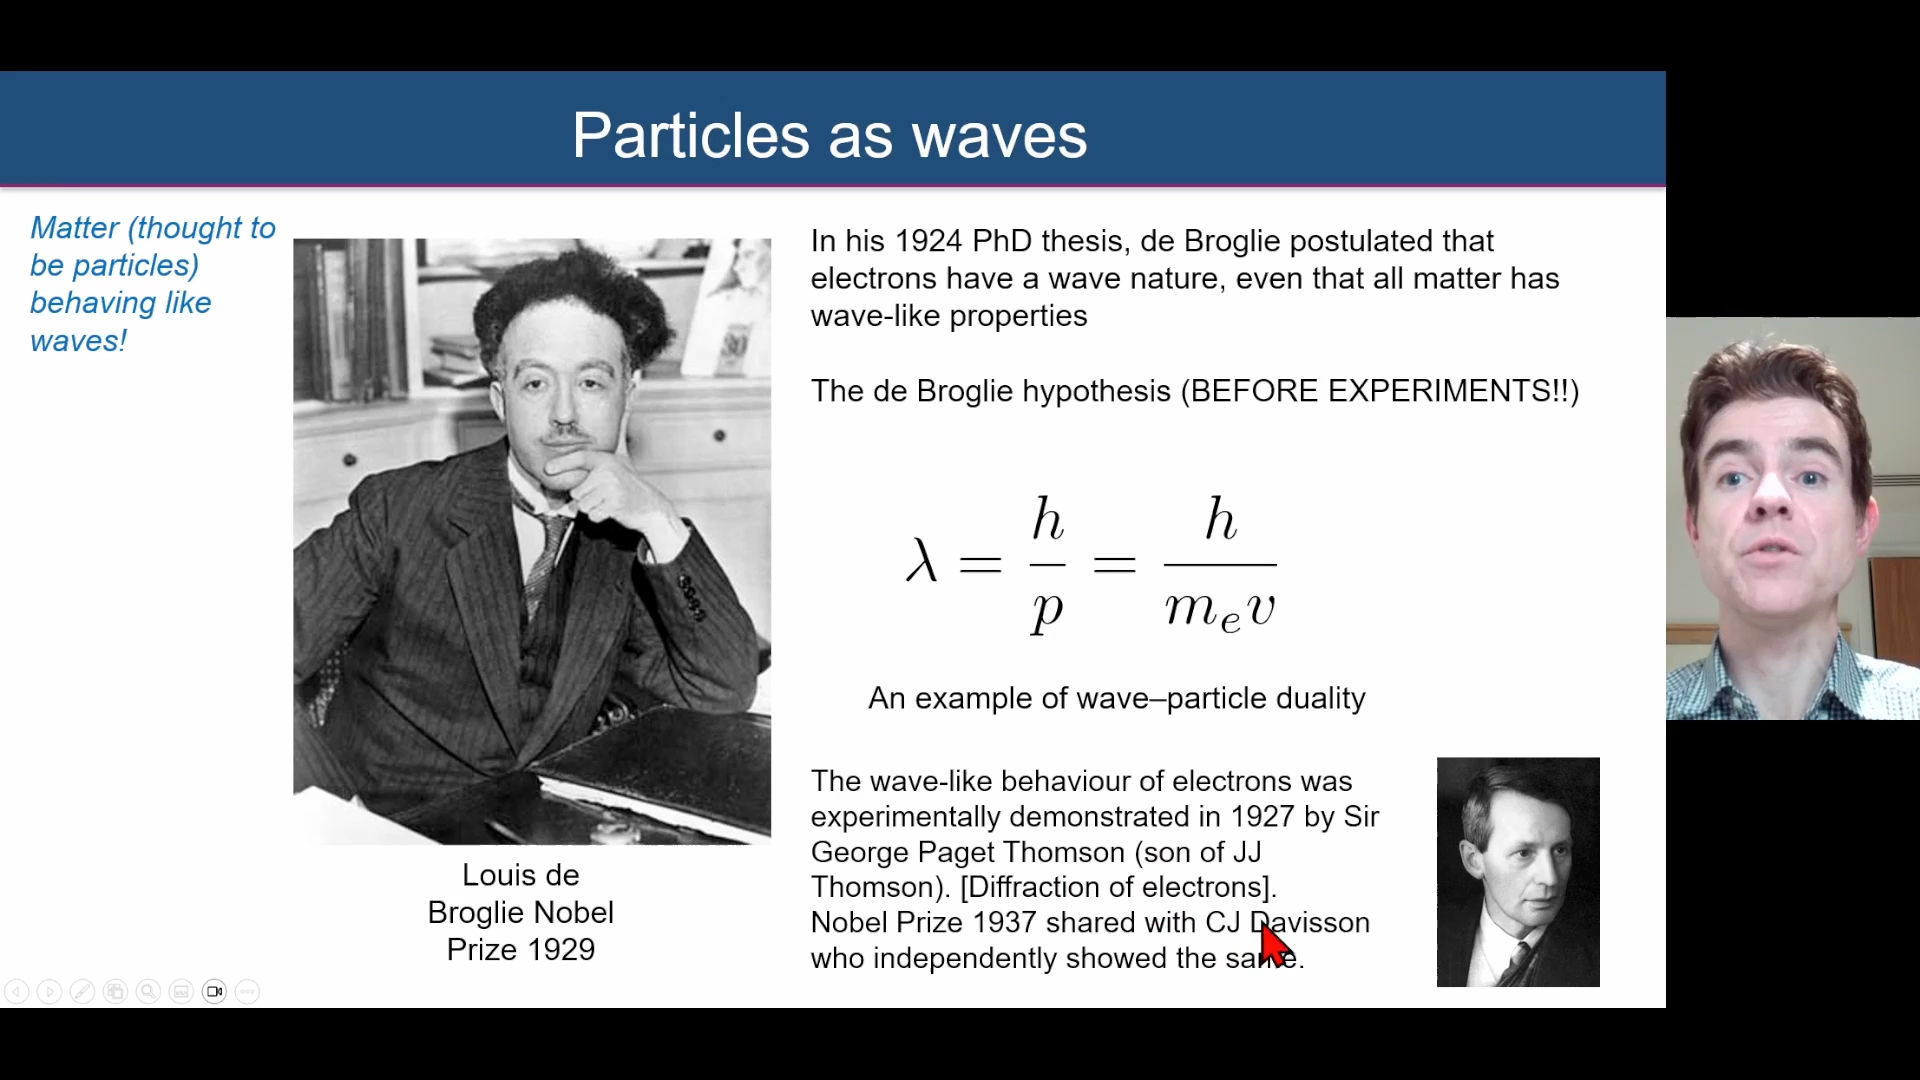 Particles as waves
Matter (thought to
be particles)
behaving like
waves!
In his 1924 PhD thesis, de Broglie postulated that
electrons have a wave nature, even that all matter has
wave-like properties
The de Broglie hypothesis (BEFORE EXPERIMENTS!!)
λ = h/p = h/mₑv
An example of wave–particle duality
The wave-like behaviour of electrons was
experimentally demonstrated in 1927 by Sir
George Paget Thomson (son of JJ
Thomson). [Diffraction of electrons].
Nobel Prize 1937 shared with CJ Davisson
who independently showed the same.
Louis de
Broglie Nobel
Prize 1929